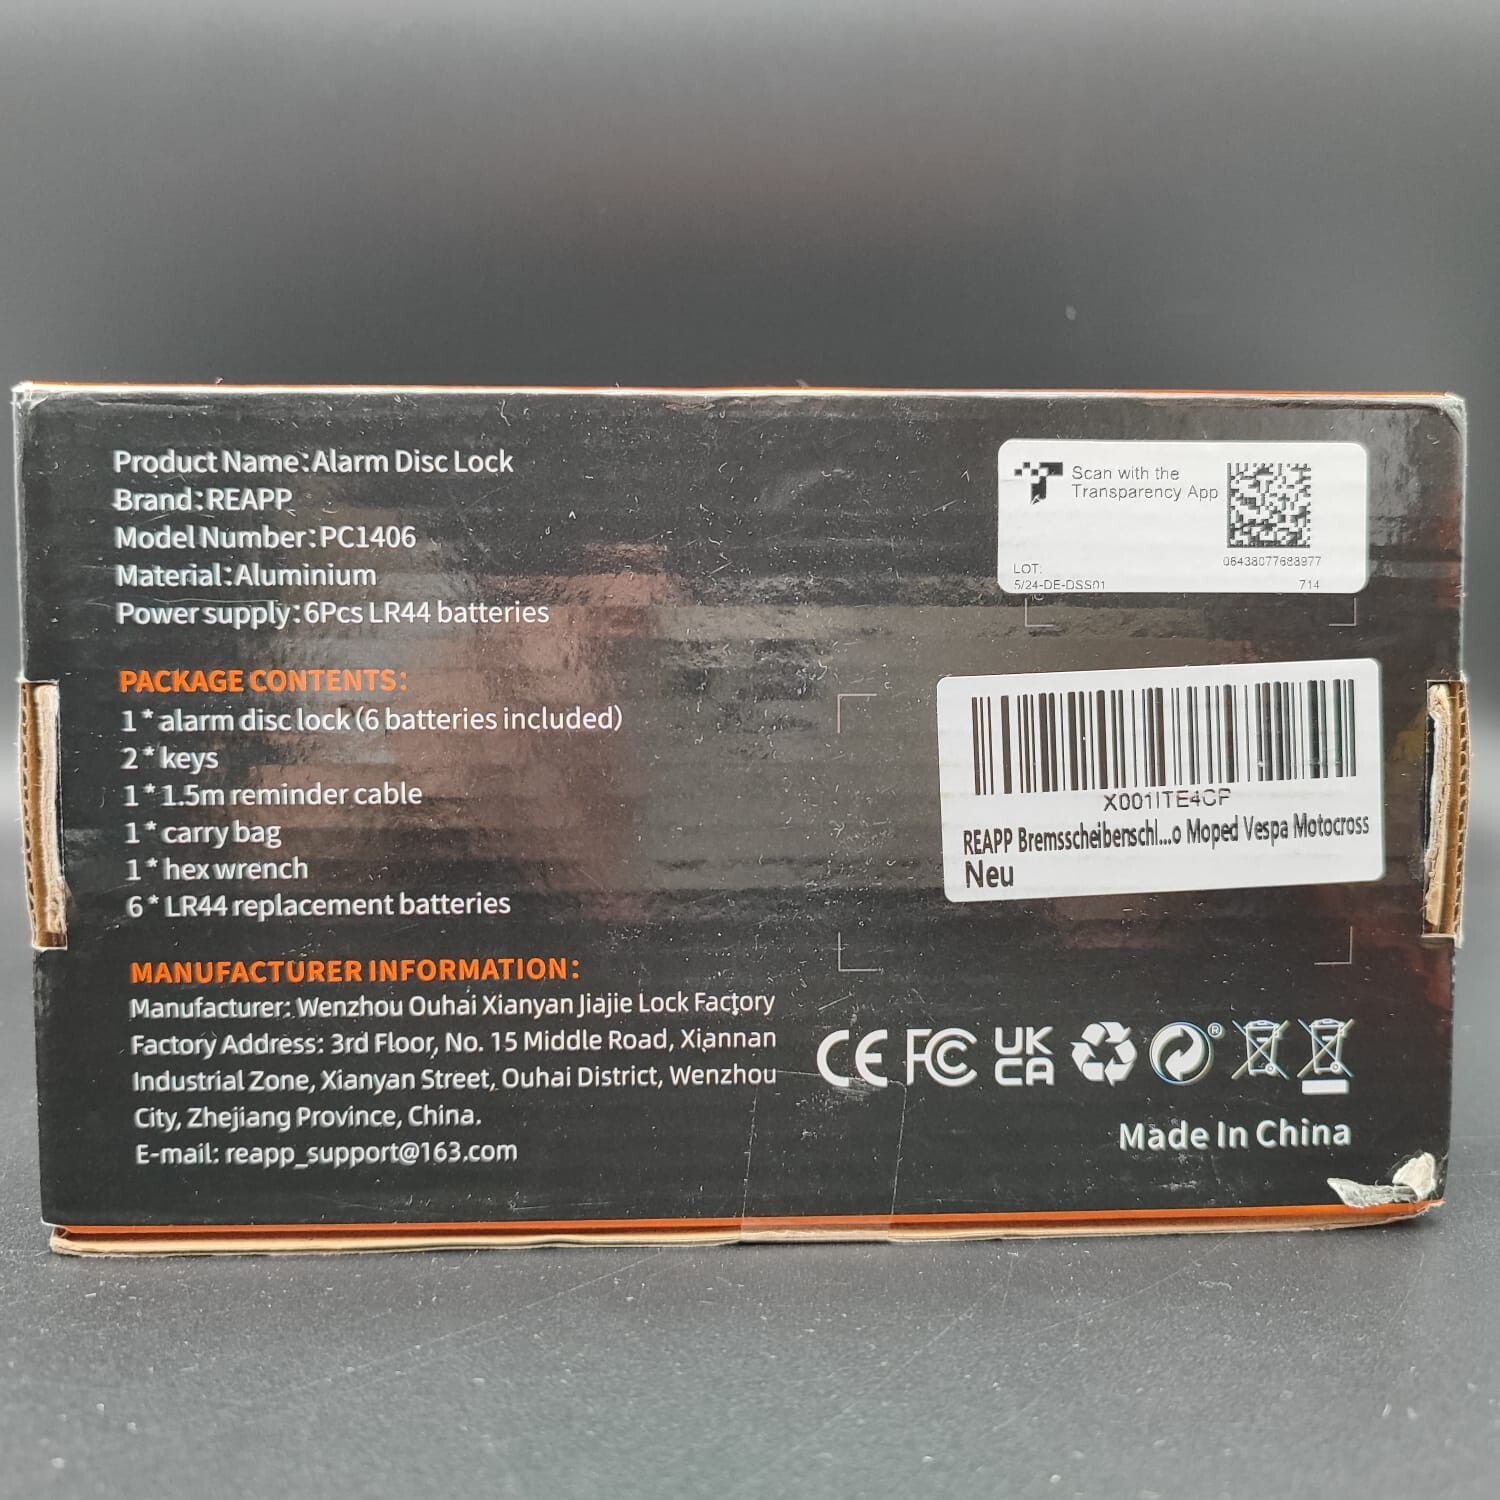 Product Name:Alarm Disc Lock
Brand:REAPP
Model Number:PC1406
Material:Aluminium
Power supply:6Pcs LR44 batteries
PACKAGE CONTENTS:
1*alarm disc lock(6 batteries included)
2*keys
1*1.5m reminder cable
1*carry bag
1*hex wrench
6*LR44 replacement batteries
MANUFACTURER INFORMATION:
Manufacturer: Wenzhou Ouhai Xianyan Jiajie Lock Factory
Factory Address: 3rd Floor, No. 15 Middle Road, Xiannan
Industrial Zone, Xianyan Street, Ouhai District, Wenzhou
City, Zhejiang Province, China.
E-mail: reapp_support@163.com
Scan with the
Transparency App
06438077688977
LOT:
5/24-DE-DSS01 714
X001ITE4CP
REAPP Bremsscheibenschl...o Moped Vespa Motocross
Neu
CE FC UK CA ®
Made In China